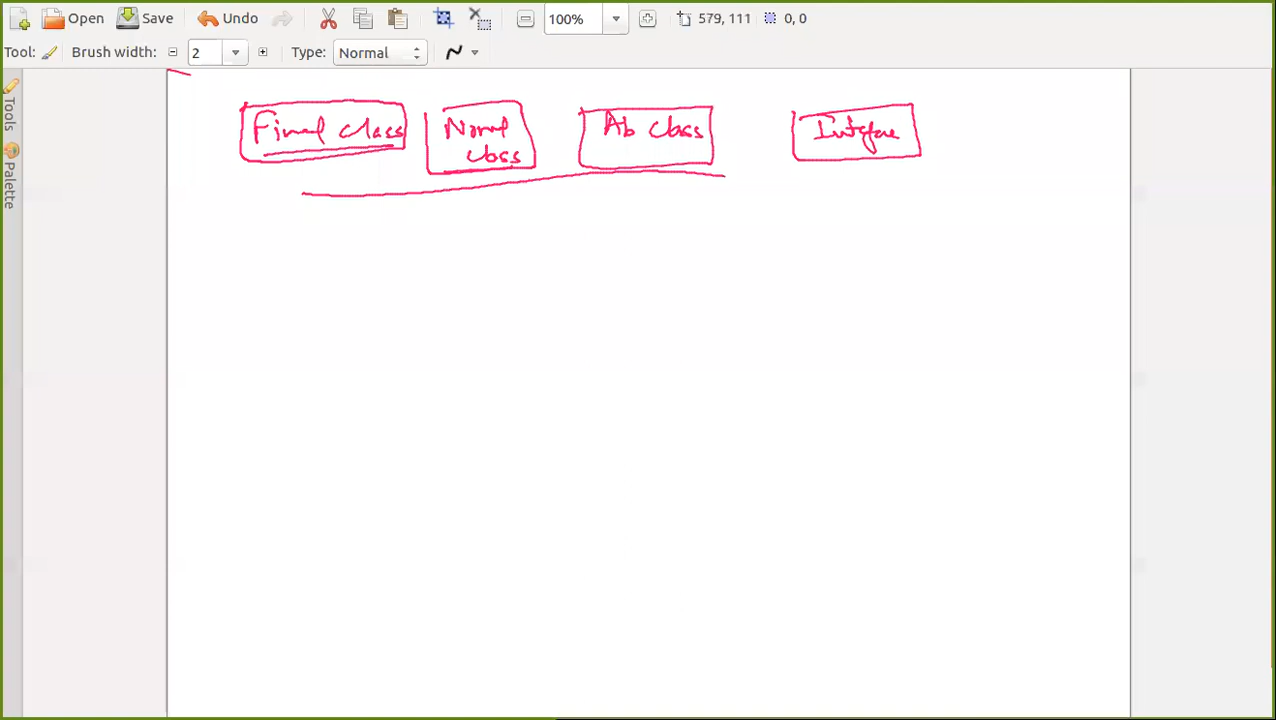 Open Save Undo 100% 579, 111 0, 0
Tool: Brush width: 2 Type: Normal
Tools
Palette
Final class
Normal
class
Ab class
Interface